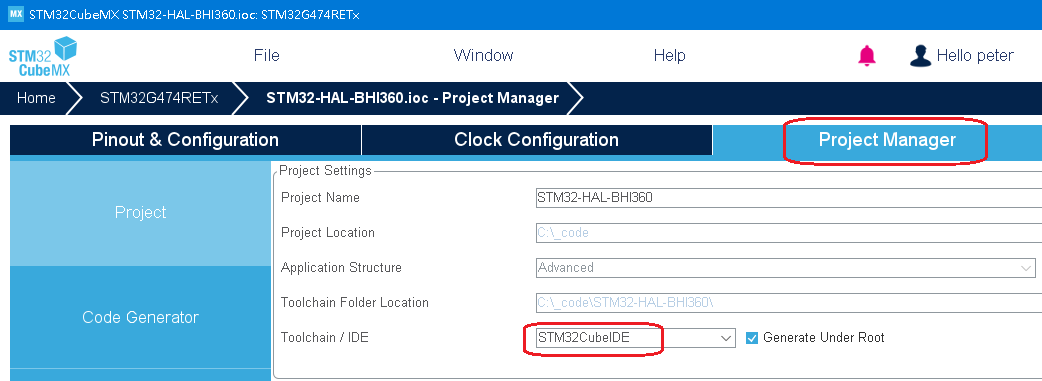 MX STM32CubeMX STM32-HAL-BHI360.ioc: STM32G474RETx
STM32
CubeMX
File Window Help Hello peter
Home STM32G474RETx STM32-HAL-BHI360.ioc - Project Manager
Pinout & Configuration Clock Configuration Project Manager
Project
Code Generator
Project Settings
Project Name STM32-HAL-BHI360
Project Location C:\_code
Application Structure Advanced
Toolchain Folder Location C:\_code\STM32-HAL-BHI360\
Toolchain / IDE STM32CubeIDE Generate Under Root